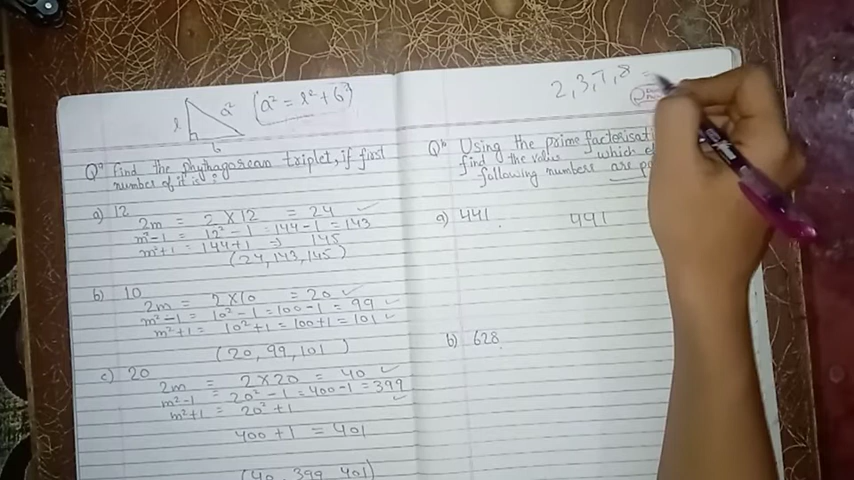 l
a²
(a² = l² + b²)
b
Qª Find the phythagorean triplet, if first
number of it is :
a) 12
2m = 2 × 12 = 24
m²-1 = 12² - 1 = 144 - 1 = 143
m²+1 = 144+1 => 145
(24, 143, 145)
b) 10
2m = 2×10 = 20
m²-1 = 10² - 1 = 100 - 1 = 99
m²+1 = 10² + 1 = 100 + 1 = 101
(20, 99, 101)
c) 20
2m = 2 × 20 = 40
m²-1 = 20² - 1 = 400 - 1 = 399
m²+1 = 20² + 1
400 + 1 = 401
(40, 399, 401)
2, 3, 7, 8
Qᵇ Using the prime
find the value which
following numbers are
a) 441 441
b) 628